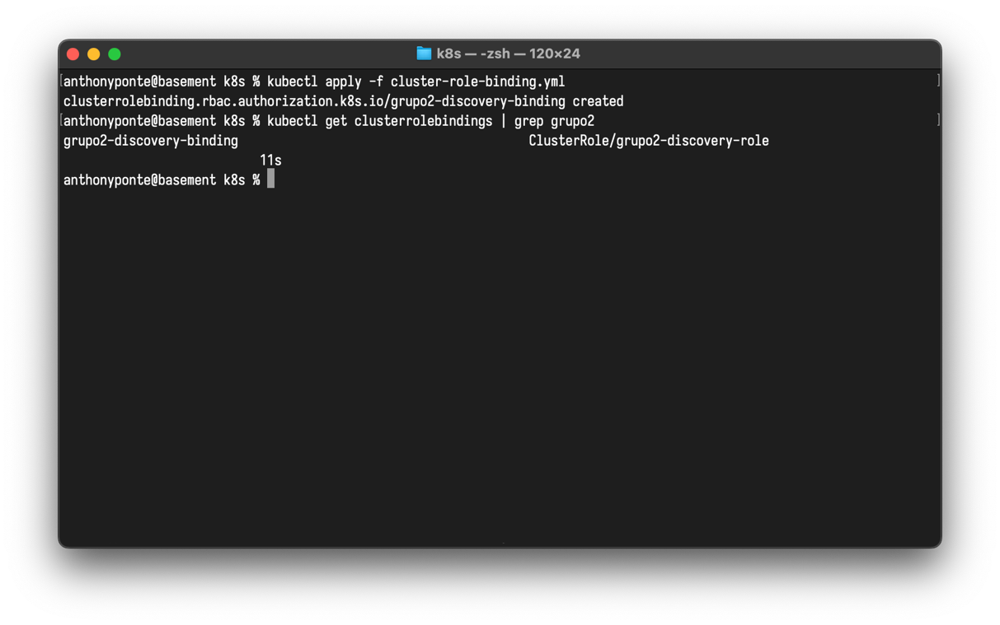 k8s — -zsh — 120×24
[anthonyponte@basement k8s % kubectl apply -f cluster-role-binding.yml ]
clusterrolebinding.rbac.authorization.k8s.io/grupo2-discovery-binding created
[anthonyponte@basement k8s % kubectl get clusterrolebindings | grep grupo2 ]
grupo2-discovery-binding ClusterRole/grupo2-discovery-role
11s
anthonyponte@basement k8s %